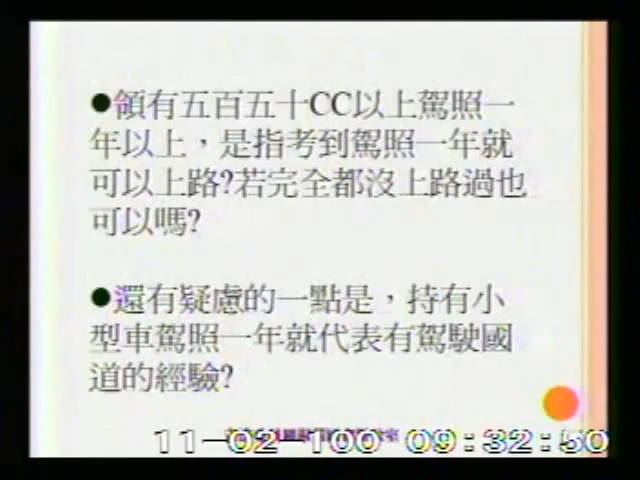 ●領有五百五十CC以上駕照一
年以上，是指考到駕照一年就
可以上路?若完全都沒上路過也
可以嗎?
●還有疑慮的一點是，持有小
型車駕照一年就代表有駕駛國
道的經驗?
11-02-100 09:32:50